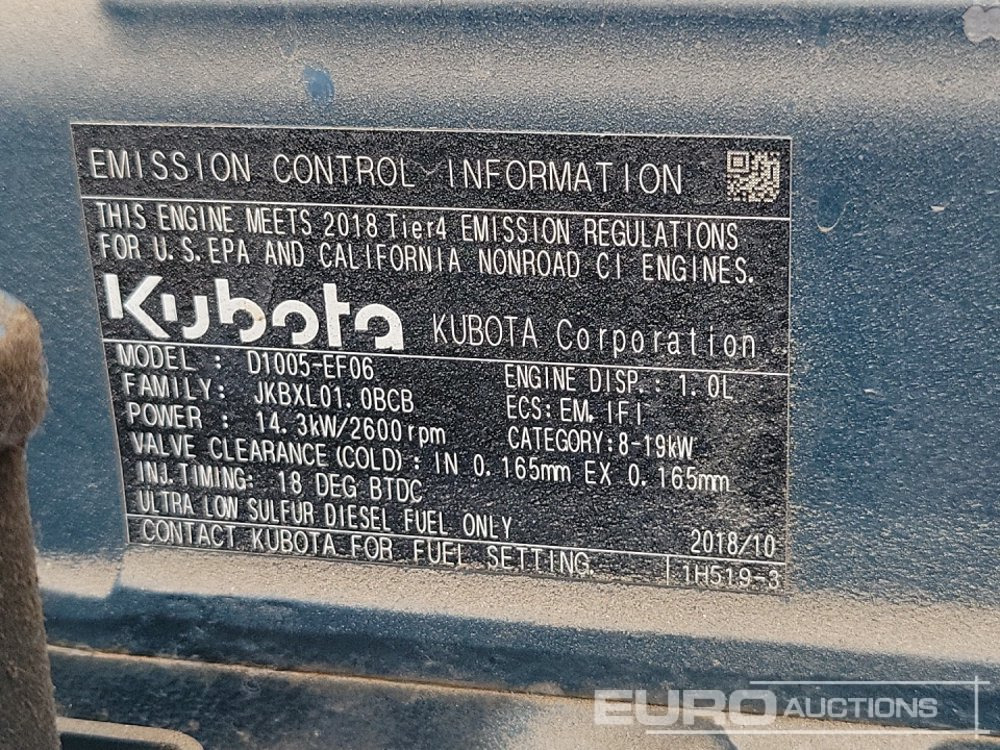 EMISSION CONTROL INFORMATION
THIS ENGINE MEETS 2018 Tier4 EMISSION REGULATIONS
FOR U.S.EPA AND CALIFORNIA NONROAD CI ENGINES.
Kubota KUBOTA Corporation
MODEL : D1005-EF06 ENGINE DISP.: 1.0L
FAMILY: JKBXL01.0BCB ECS:EM,IFI
POWER : 14.3kW/2600rpm CATEGORY:8-19kW
VALVE CLEARANCE(COLD): IN 0.165mm EX 0.165mm
INJ.TIMING: 18 DEG BTDC
ULTRA LOW SULFUR DIESEL FUEL ONLY 2018/10
CONTACT KUBOTA FOR FUEL SETTING. 1H519-3
EURO AUCTIONS